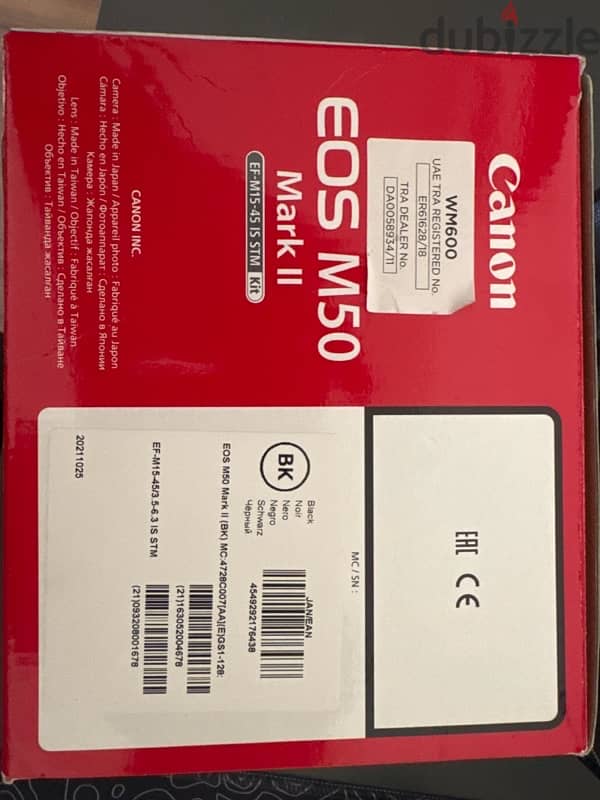 dubizzle
Canon
WM600
UAE TRA REGISTERED No.
ER61628/18
TRA DEALER No.
DA0058934/11
EOS M50
Mark II
EF-M15-45 IS STM Kit
CANON INC.
Camera : Made in Japan / Appareil photo : Fabriqué au Japon
Cámara : Hecho en Japón / Фотоаппарат : Сделано в Японии
Камера : Жапонда жасалған
Lens : Made in Taiwan / Objectif : Fabriqué à Taïwan
Objetivo : Hecho en Taiwan / Объектив : Сделано в Тайване
Объектив : Тайванда жасалған
EAC CE
MC / SN :
BK
Black
Noir
Nero
Negro
Schwarz
Чёрный
JAN/EAN
4549292176438
EOS M50 Mark II (BK) MC:4728C007[AA][E]GS1-128:
(21)163052004678
EF-M15-45/3.5-6.3 IS STM
(21)093208001678
20211025